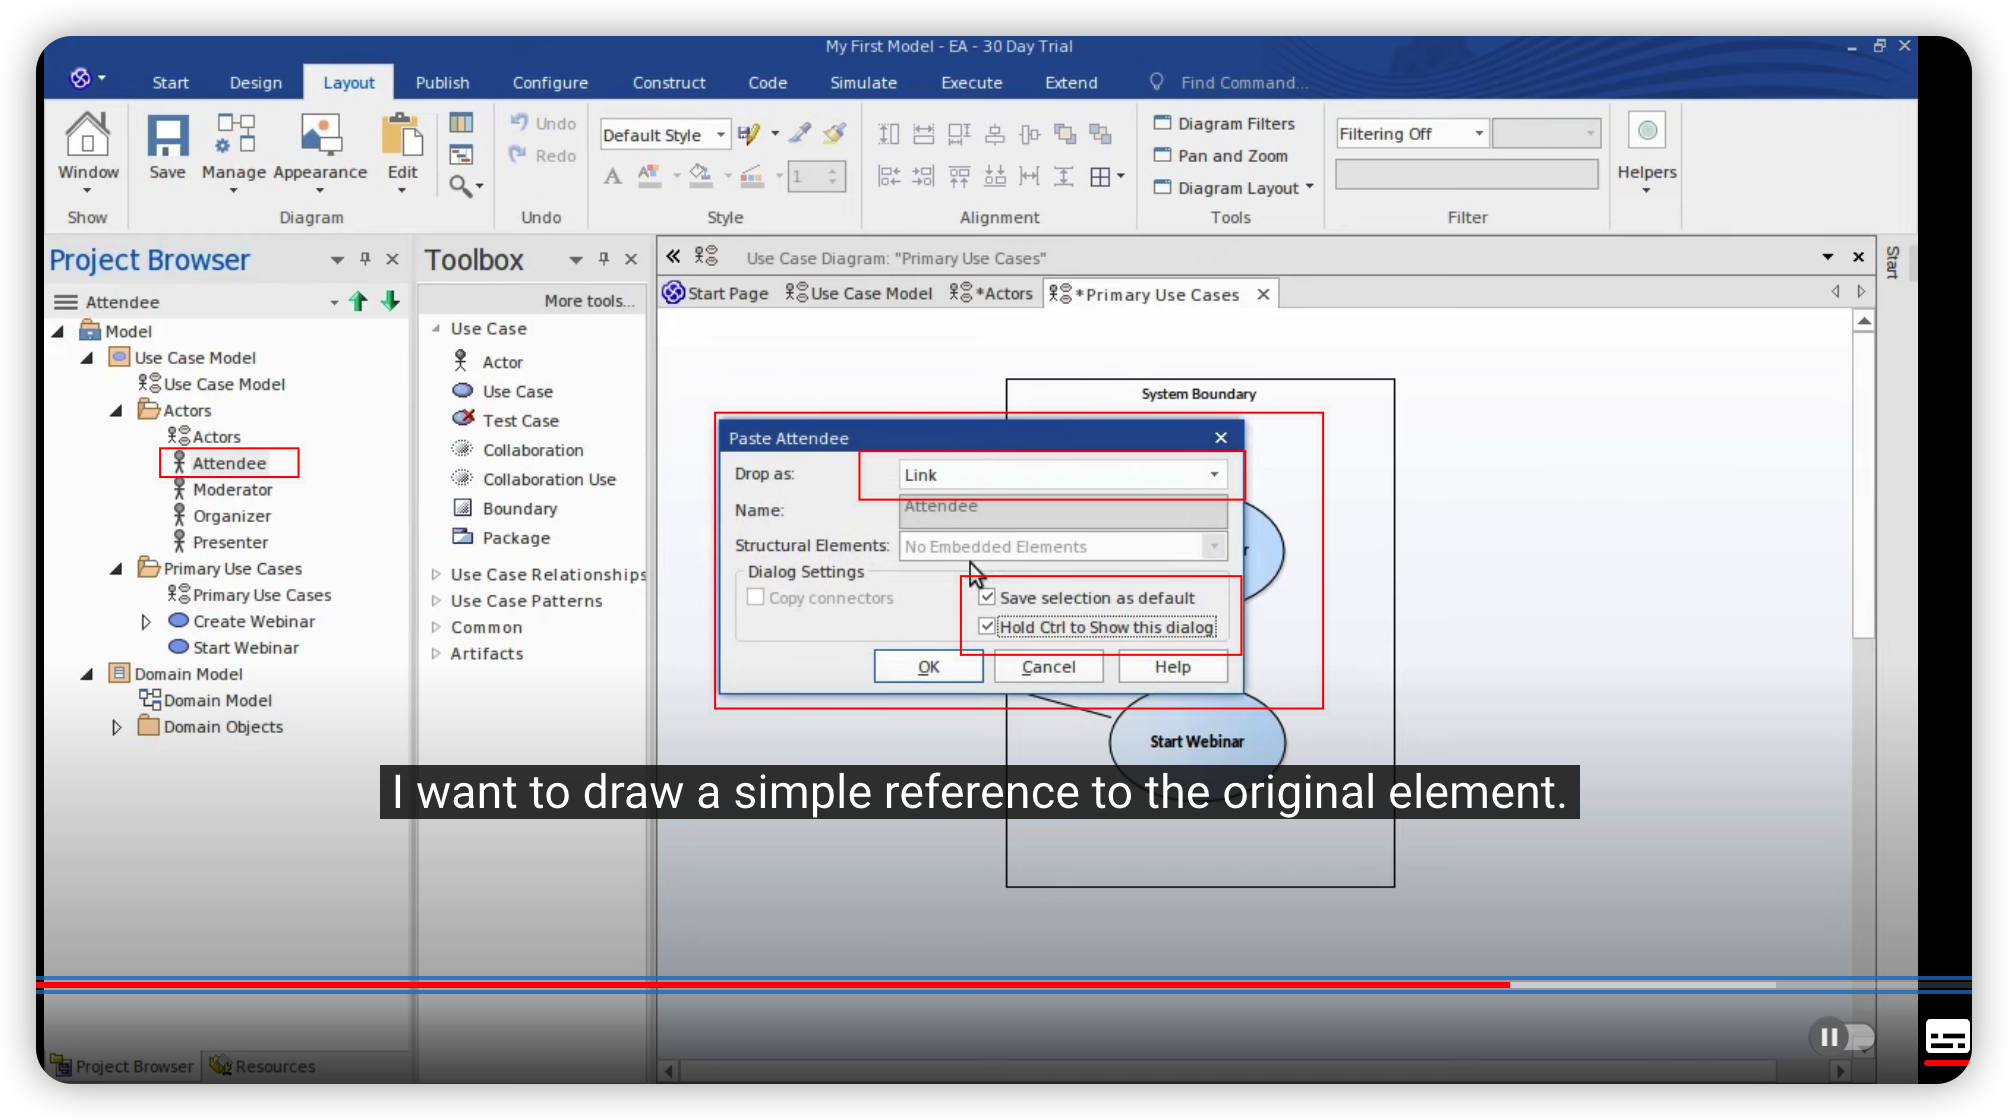 My First Model - EA - 30 Day Trial
Start Design Layout Publish Configure Construct Code Simulate Execute Extend Find Command...
Window
Show
Save Manage Appearance Edit
Diagram
Undo
Redo
Undo
Default Style
A 1
Style
Alignment
Diagram Filters
Pan and Zoom
Diagram Layout
Tools
Filtering Off
Filter
Helpers
Project Browser
Attendee
Model
Use Case Model
Use Case Model
Actors
Actors
Attendee
Moderator
Organizer
Presenter
Primary Use Cases
Primary Use Cases
Create Webinar
Start Webinar
Domain Model
Domain Model
Domain Objects
Project Browser Resources
Toolbox
More tools...
Use Case
Actor
Use Case
Test Case
Collaboration
Collaboration Use
Boundary
Package
Use Case Relationships
Use Case Patterns
Common
Artifacts
Use Case Diagram: "Primary Use Cases"
Start Page Use Case Model *Actors *Primary Use Cases
Start
System Boundary
Paste Attendee
Drop as: Link
Name: Attendee
Structural Elements: No Embedded Elements
Dialog Settings
Copy connectors
Save selection as default
Hold Ctrl to Show this dialog
OK Cancel Help
r
Start Webinar
I want to draw a simple reference to the original element.